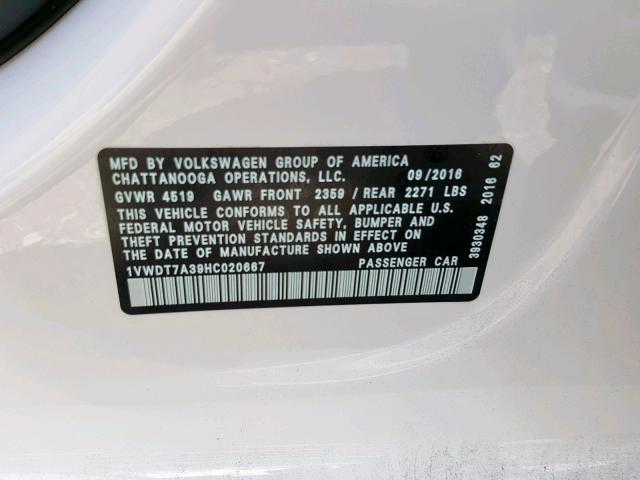 MFD BY VOLKSWAGEN GROUP OF AMERICA
CHATTANOOGA OPERATIONS, LLC. 09/2016
GVWR 4519 GAWR FRONT 2359 / REAR 2271 LBS
THIS VEHICLE CONFORMS TO ALL APPLICABLE U.S.
FEDERAL MOTOR VEHICLE SAFETY, BUMPER AND
THEFT PREVENTION STANDARDS IN EFFECT ON
THE DATE OF MANUFACTURE SHOWN ABOVE
1VWDT7A39HC020667 PASSENGER CAR
3930348 2016 62